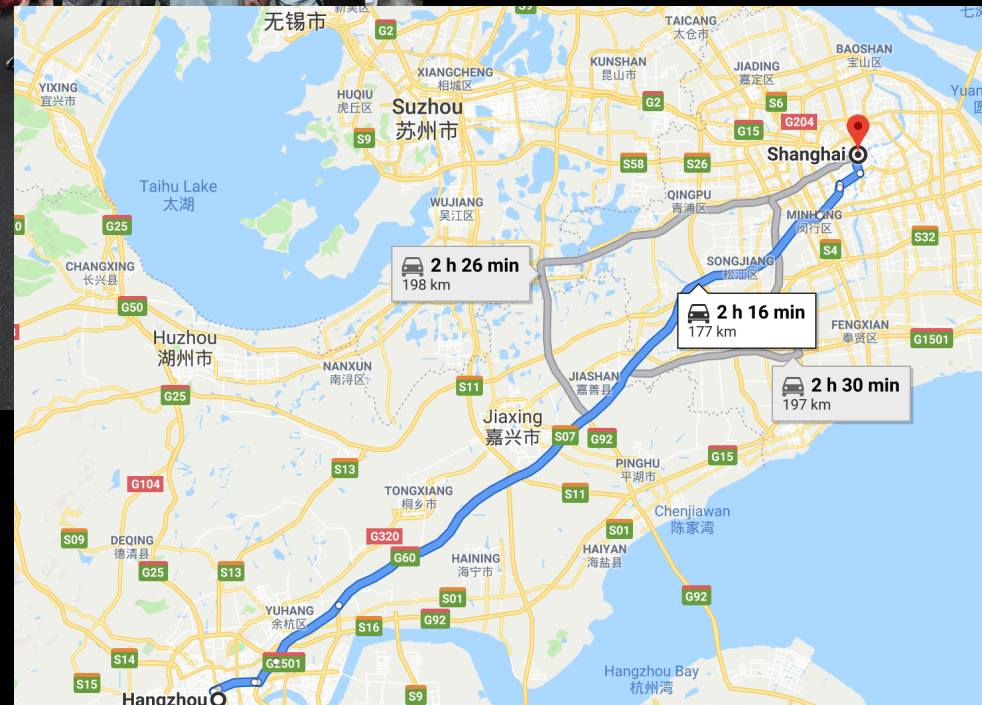 无锡市
G2
S9
TAICANG
太仓市
BAOSHAN
宝山区
YIXING
宜兴市
XIANGCHENG
相城区
KUNSHAN
昆山市
JIADING
嘉定区
HUQIU
虎丘区
Suzhou
苏州市
G2
S6
G204
G15
S9
Shanghai
S58
S26
Taihu Lake
太湖
QINGPU
青浦区
WUJIANG
吴江区
MINHANG
闵行区
G25
S32
S4
2 h 26 min
198 km
SONGJIANG
松江区
CHANGXING
长兴县
G50
2 h 16 min
177 km
FENGXIAN
奉贤区
G1501
Huzhou
湖州市
NANXUN
南浔区
JIASHAN
嘉善县
2 h 30 min
197 km
S11
G25
Jiaxing
嘉兴市
S07
G92
G15
S13
PINGHU
平湖市
G104
TONGXIANG
桐乡市
S11
Chenjiawan
陈家湾
G320
S01
S09
DEQING
德清县
G60
HAINING
海宁市
HAIYAN
海盐县
G25
S13
S01
G92
YUHANG
余杭区
S16
G92
S14
G2501
Hangzhou Bay
杭州湾
S15
S9
Hangzhou